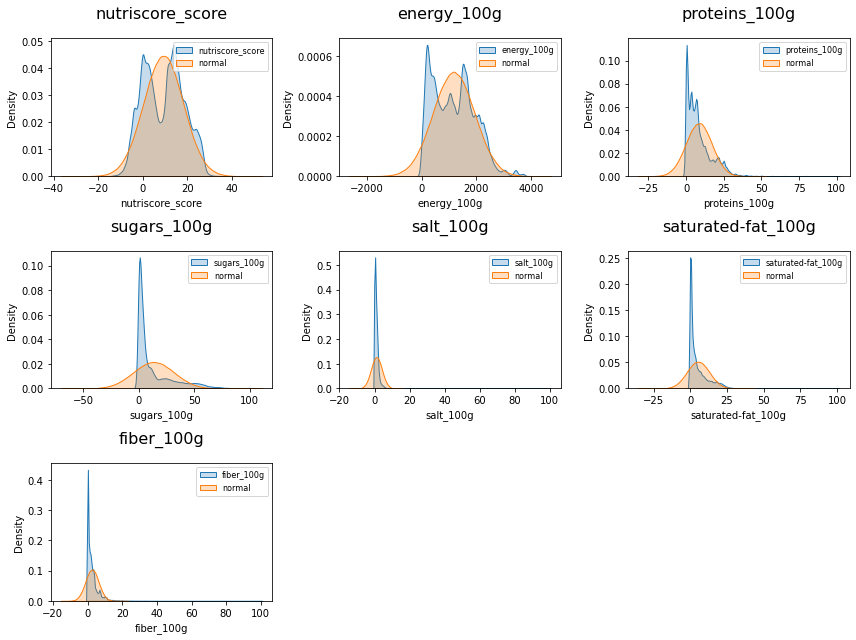 nutriscore_score
energy_100g
proteins_100g
0.05
0.04
0.03
0.02
0.01
0.00
Density
nutriscore_score
normal
−40
−20
0
20
40
nutriscore_score
0.0006
0.0004
0.0002
0.0000
Density
energy_100g
normal
−2000
0
2000
4000
energy_100g
0.10
0.08
0.06
0.04
0.02
0.00
Density
proteins_100g
normal
−25
0
25
50
75
100
proteins_100g
sugars_100g
salt_100g
saturated-fat_100g
0.10
0.08
0.06
0.04
0.02
0.00
Density
sugars_100g
normal
−50
0
50
100
sugars_100g
0.5
0.4
0.3
0.2
0.1
0.0
Density
salt_100g
normal
−20
0
20
40
60
80
100
salt_100g
0.25
0.20
0.15
0.10
0.05
0.00
Density
saturated-fat_100g
normal
−25
0
25
50
75
100
saturated-fat_100g
fiber_100g
0.4
0.3
0.2
0.1
0.0
Density
fiber_100g
normal
−20
0
20
40
60
80
100
fiber_100g